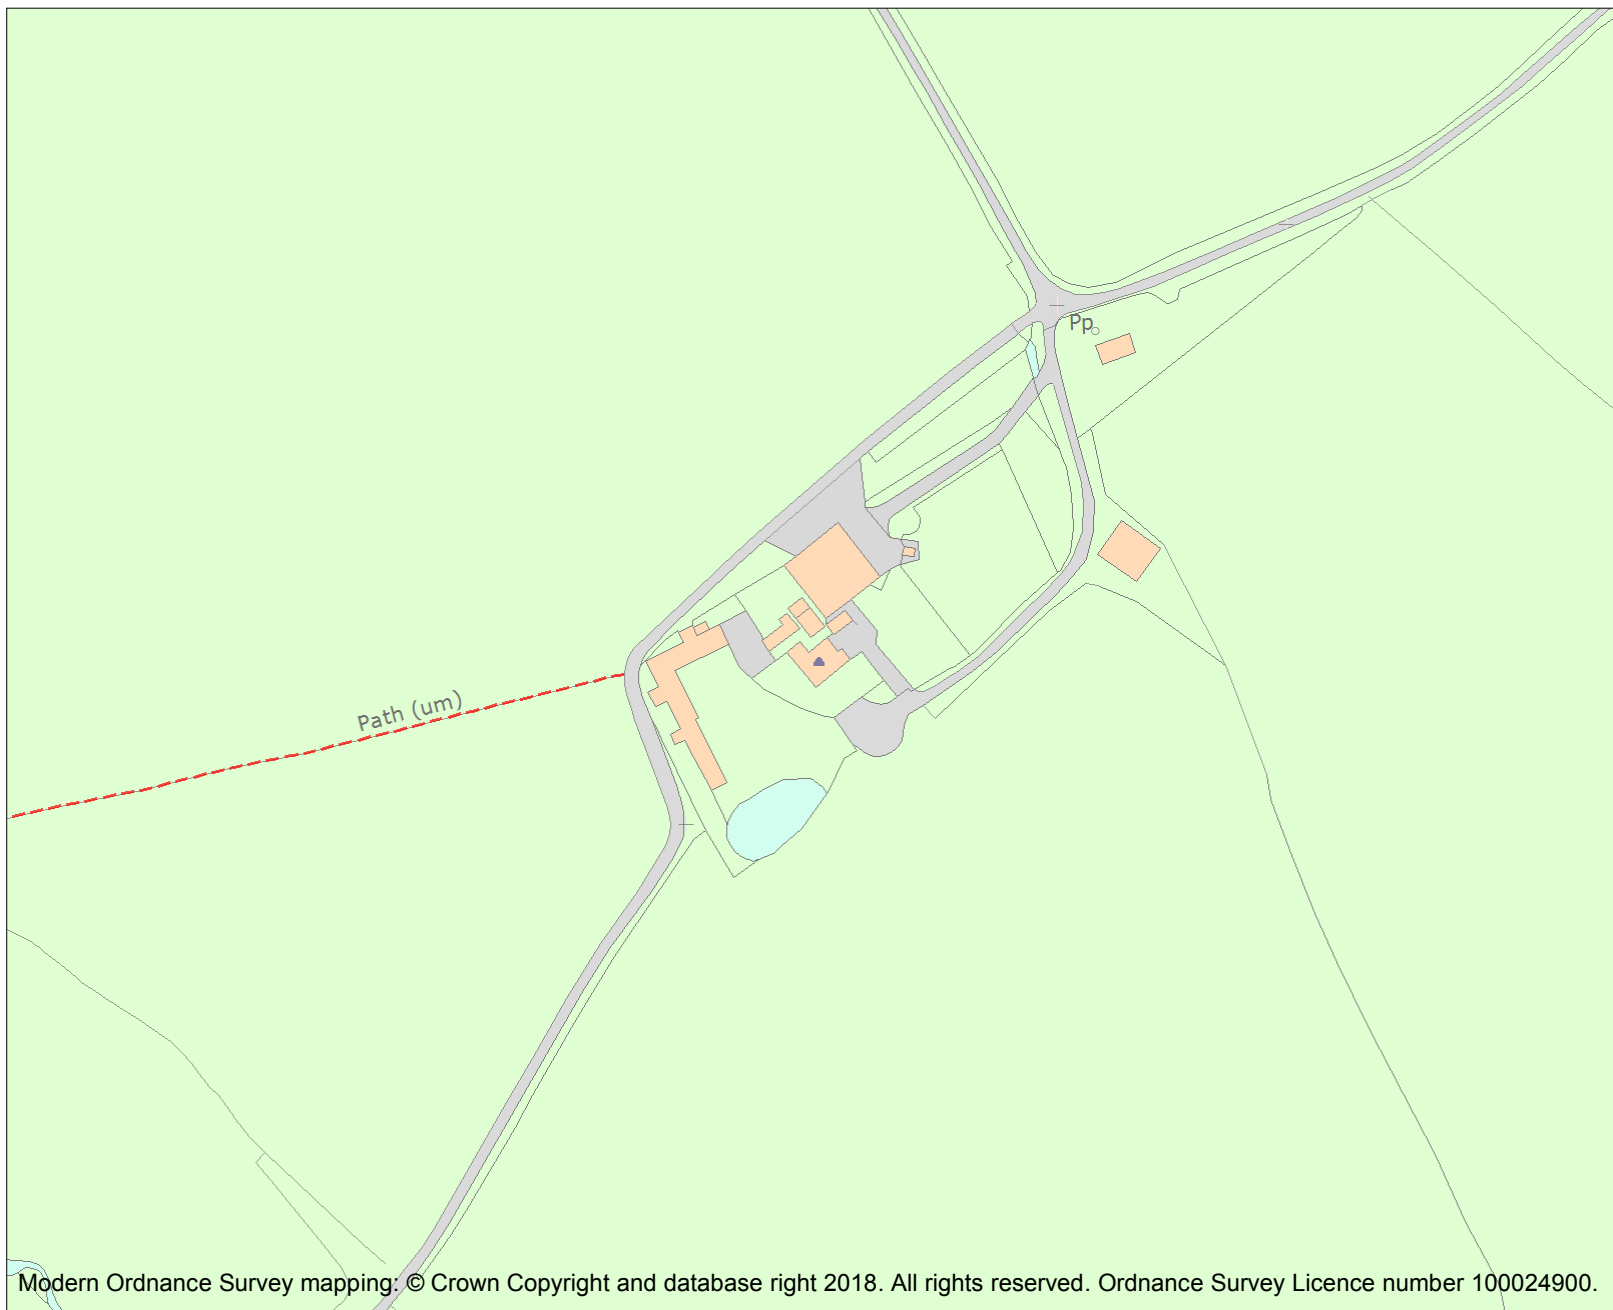 Pp
Path (um)
Modern Ordnance Survey mapping: © Crown Copyright and database right 2018. All rights reserved. Ordnance Survey Licence number 100024900.